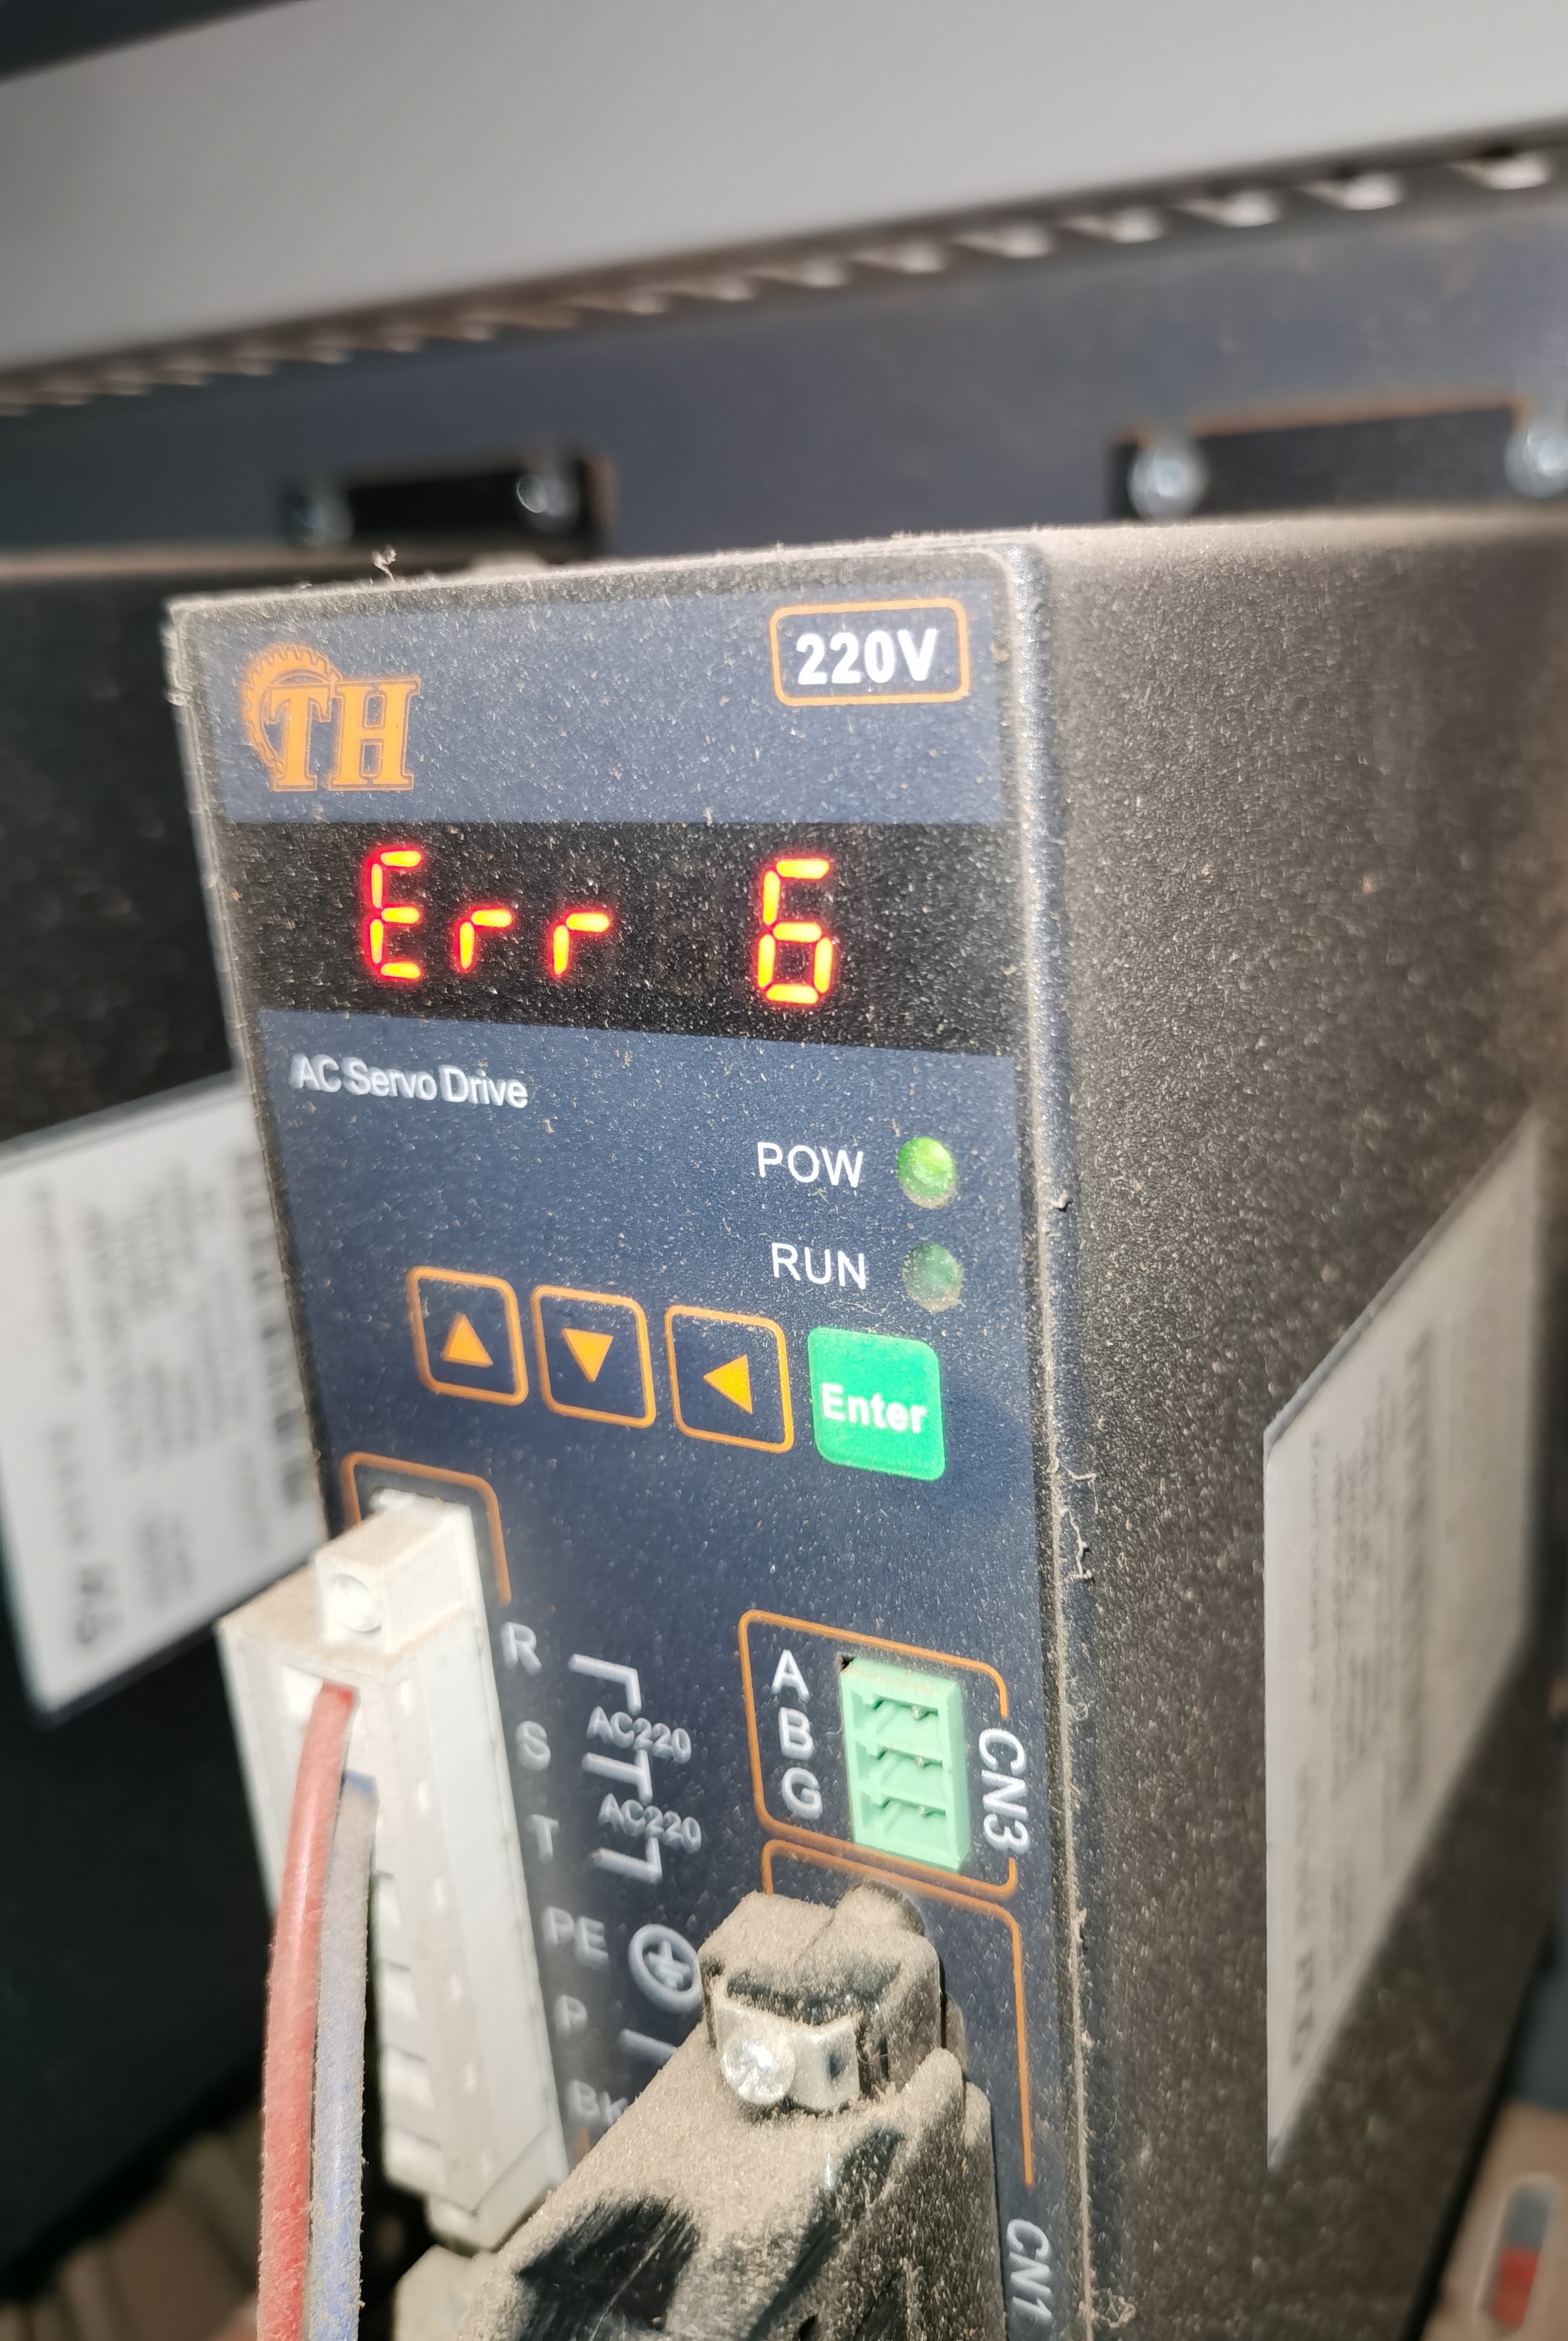 220V
TH
Err 6
AC Servo Drive
POW
RUN
Enter
R
S
T
PE
P
AC220
AC220
A
B
G
CN3
CN1